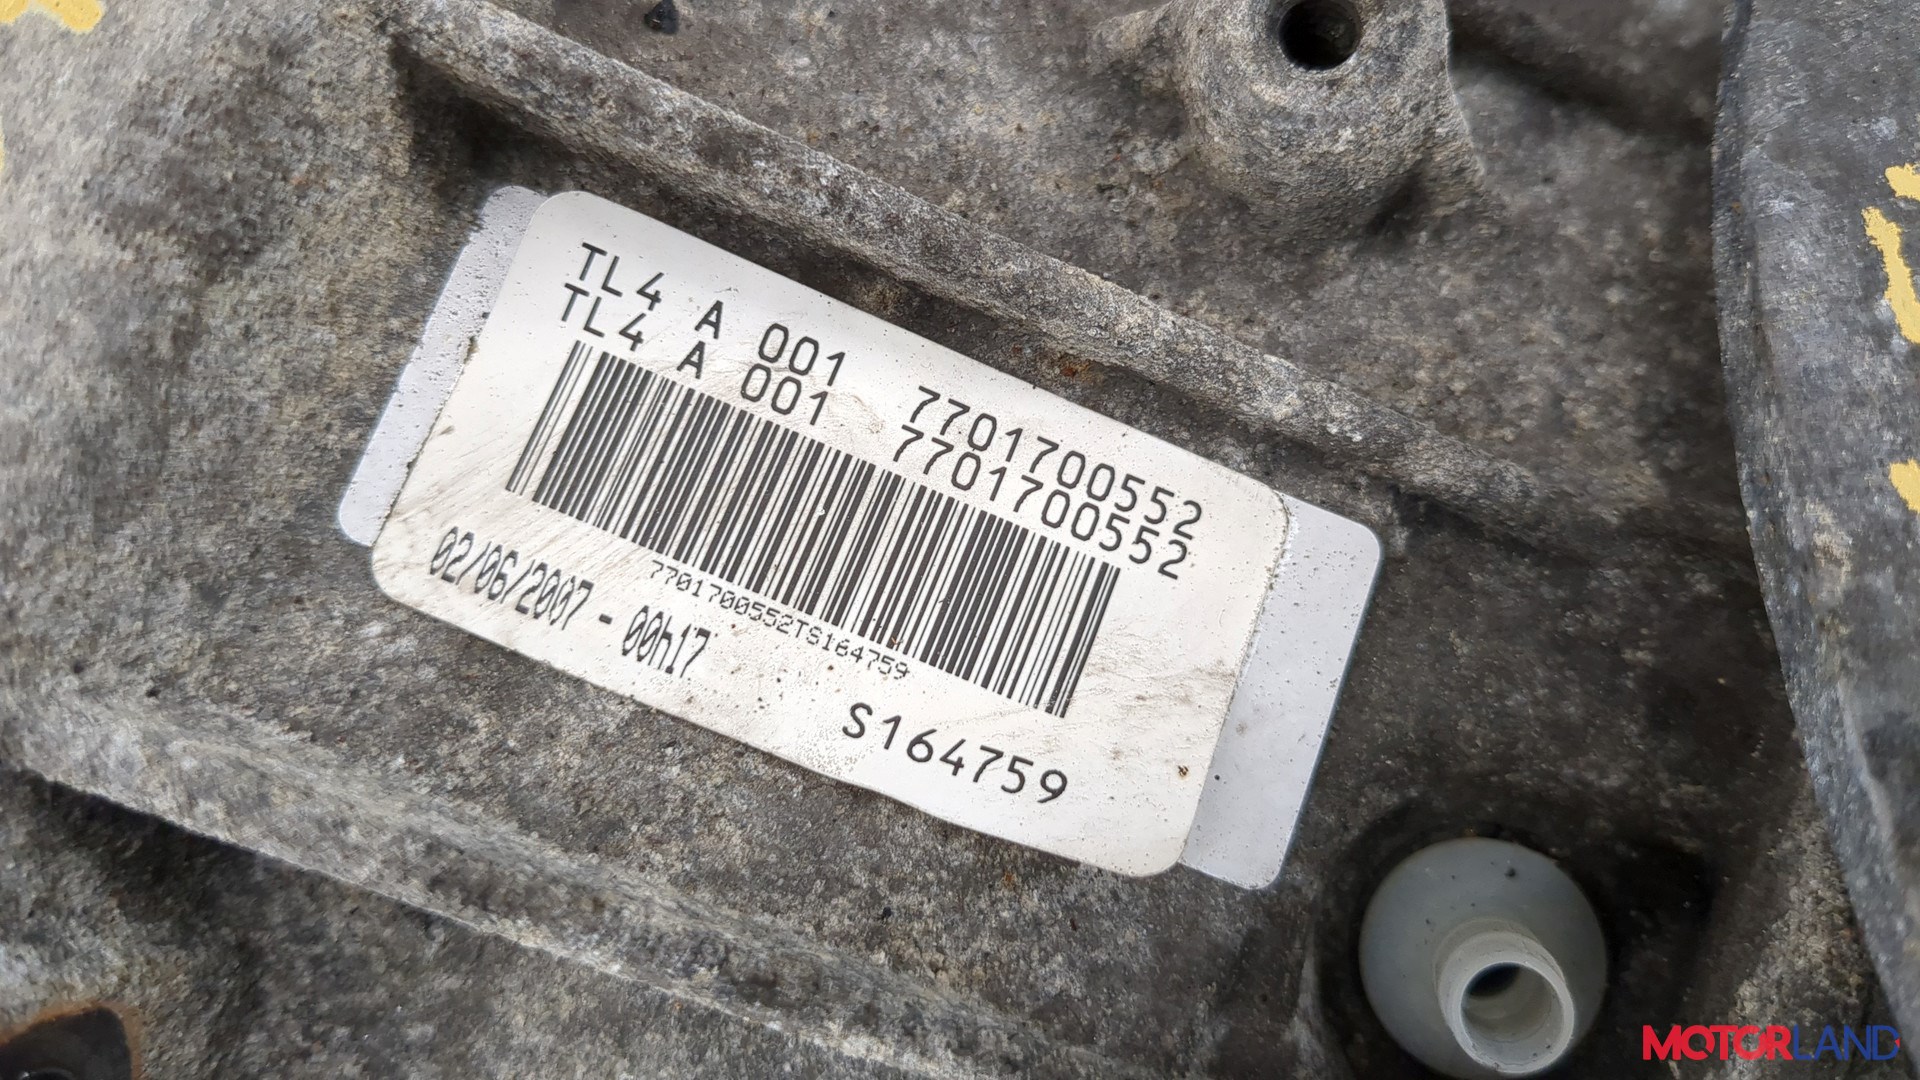 TL4 A 001 7701700552
TL4 A 001 7701700552
7701700552TS164759
02/06/2007 - 00h17
S164759
MOTORLAND